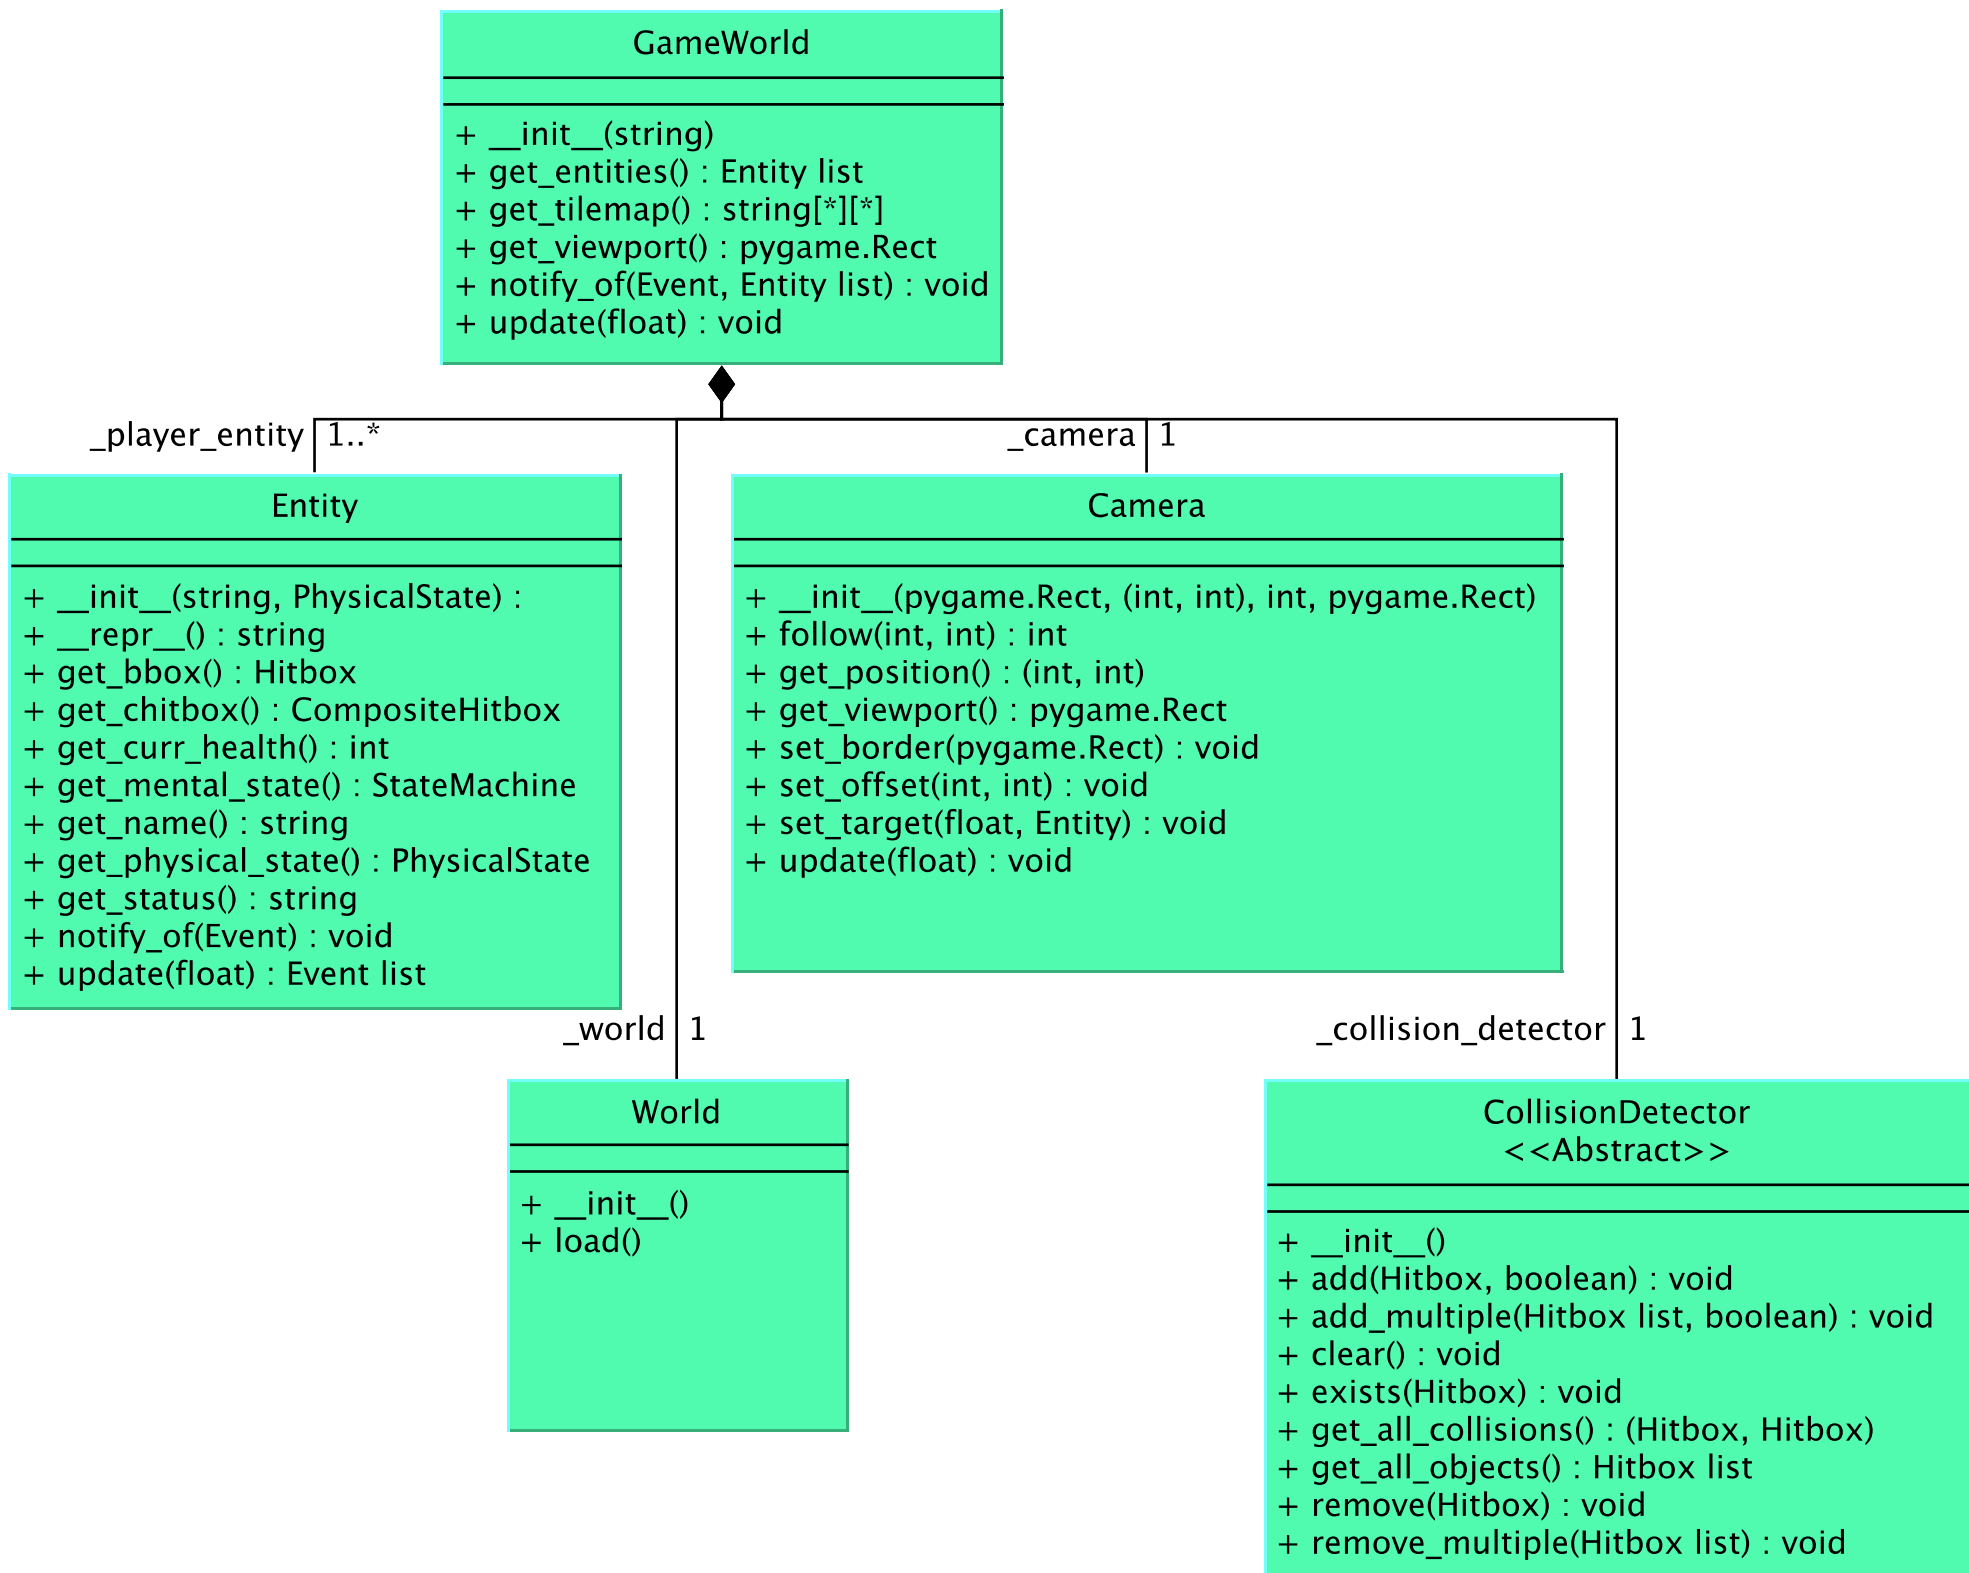 GameWorld
+ __init__(string)
+ get_entities() : Entity list
+ get_tilemap() : string[*][*]
+ get_viewport() : pygame.Rect
+ notify_of(Event, Entity list) : void
+ update(float) : void
_player_entity 1..*
_camera 1
Entity
+ __init__(string, PhysicalState) :
+ __repr__() : string
+ get_bbox() : Hitbox
+ get_chitbox() : CompositeHitbox
+ get_curr_health() : int
+ get_mental_state() : StateMachine
+ get_name() : string
+ get_physical_state() : PhysicalState
+ get_status() : string
+ notify_of(Event) : void
+ update(float) : Event list
Camera
+ __init__(pygame.Rect, (int, int), int, pygame.Rect)
+ follow(int, int) : int
+ get_position() : (int, int)
+ get_viewport() : pygame.Rect
+ set_border(pygame.Rect) : void
+ set_offset(int, int) : void
+ set_target(float, Entity) : void
+ update(float) : void
_world 1
_collision_detector 1
World
+ __init__()
+ load()
CollisionDetector
<<Abstract>>
+ __init__()
+ add(Hitbox, boolean) : void
+ add_multiple(Hitbox list, boolean) : void
+ clear() : void
+ exists(Hitbox) : void
+ get_all_collisions() : (Hitbox, Hitbox)
+ get_all_objects() : Hitbox list
+ remove(Hitbox) : void
+ remove_multiple(Hitbox list) : void